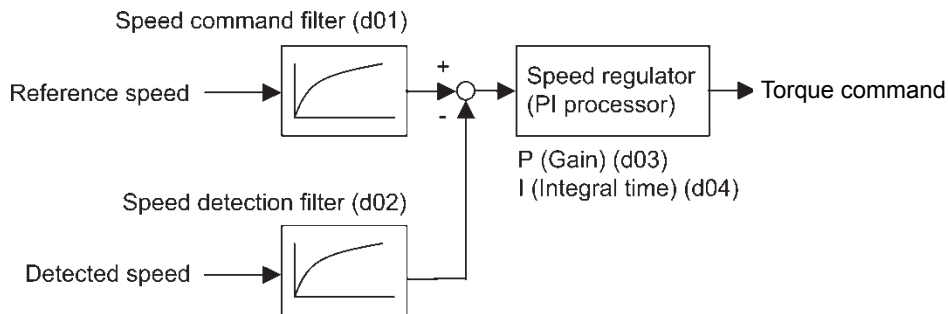 Speed command filter (d01)
Reference speed
+
-
Speed regulator
(PI processor)
Torque command
P (Gain) (d03)
I (Integral time) (d04)
Speed detection filter (d02)
Detected speed